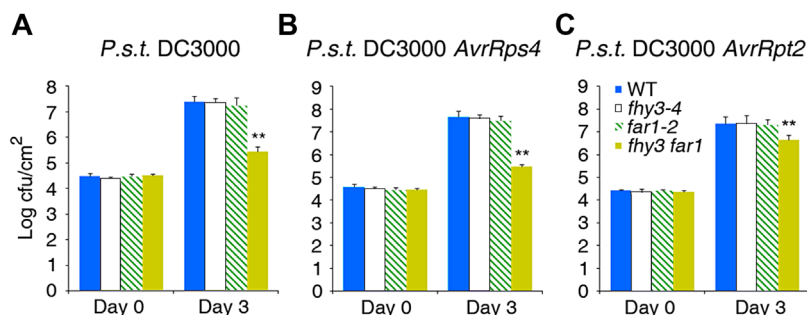 A
P.s.t. DC3000
Log cfu/cm²
8
7
6
5
4
3
2
1
0
**
Day 0 Day 3
B
P.s.t. DC3000 AvrRps4
9
8
7
6
5
4
3
2
1
0
**
Day 0 Day 3
C
P.s.t. DC3000 AvrRpt2
9
8
7
6
5
4
3
2
1
0
WT
fhy3-4
far1-2
fhy3 far1
**
Day 0 Day 3